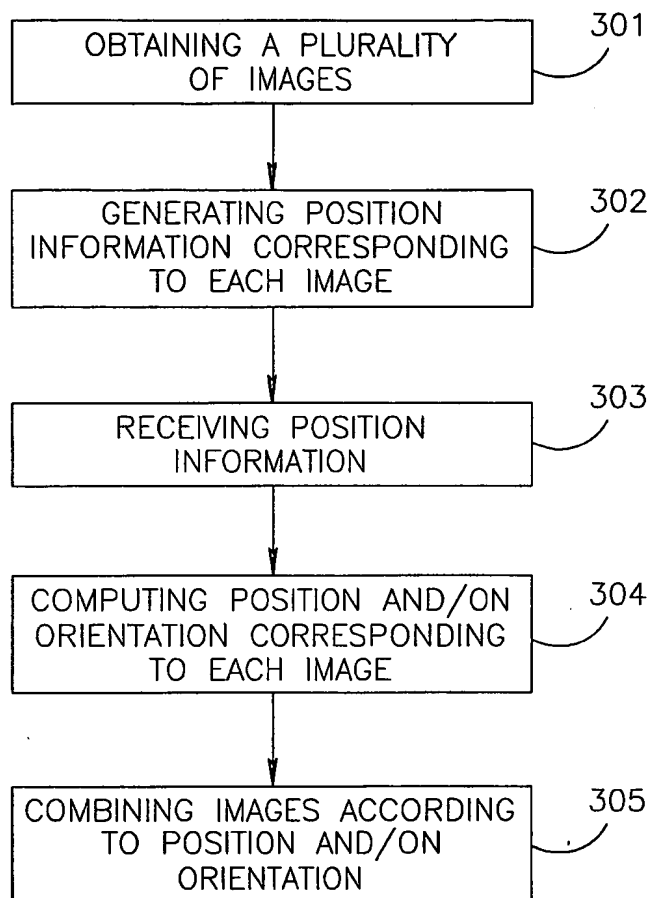 OBTAINING A PLURALITY
OF IMAGES
301
GENERATING POSITION
INFORMATION CORRESPONDING
TO EACH IMAGE
302
RECEIVING POSITION
INFORMATION
303
COMPUTING POSITION AND/ON
ORIENTATION CORRESPONDING
TO EACH IMAGE
304
COMBINING IMAGES ACCORDING
TO POSITION AND/ON
ORIENTATION
305